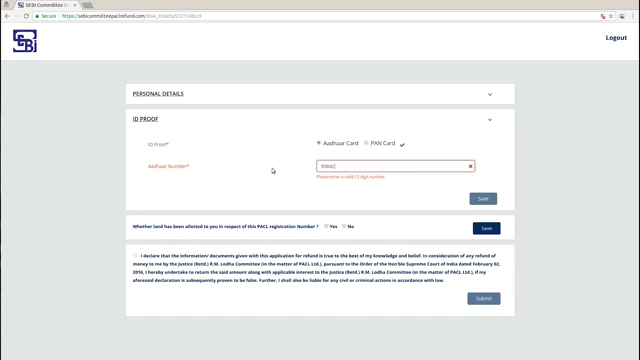 SEBI Committee In
Secure
https://sebicommitteepaclrefund.com
SEBI
Logout
PERSONAL DETAILS
ID PROOF
ID Proof*
Aadhaar Card
PAN Card
Aadhaar Number*
95642
Please enter a valid 12 digit number
Save
Whether land has been allotted to you in respect of this PACL registration Number ?
Yes
No
Save
I declare that the information/ documents given with this application for refund is true to the best of my knowledge and belief. In consideration of any refund of
money to me by the Justice (Retd.) R.M. Lodha Committee (in the matter of PACL Ltd.), pursuant to the Order of the Hon'ble Supreme Court of India dated February 02,
2016, I hereby undertake to return the said amount along with applicable interest to the Justice (Retd.) R.M. Lodha Committee (in the matter of PACL Ltd.), if my
aforesaid declaration is subsequently proven to be false. Further, I shall also be liable for any civil or criminal actions in accordance with law.
Submit